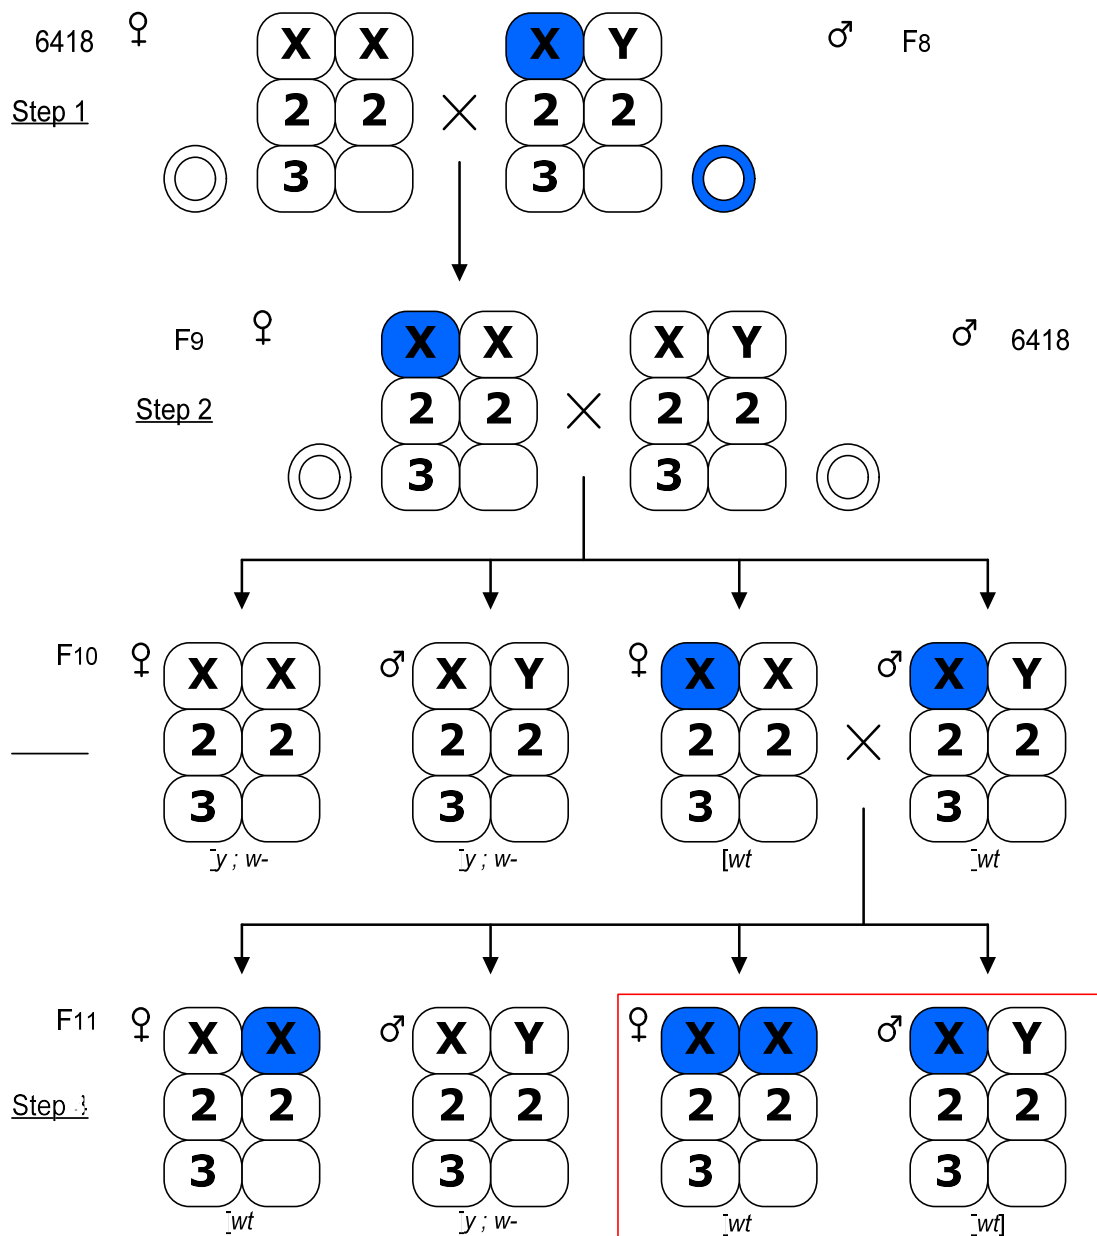 6418 ♀ X X X Y ♂ F8
Step 1 2 2 2 2
3 3
F9 ♀ X X X Y ♂ 6418
Step 2 2 2 2 2
3 3
F10 ♀ X X ♂ X Y ♀ X X ♂ X Y
2 2 2 2 2 2 2 2
3 3 3 3
y ; w- y ; w- [wt wt
F11 ♀ X X ♂ X Y ♀ X X ♂ X Y
Step 2 2 2 2 2 2 2 2
3 3 3 3
wt y ; w- wt wt]